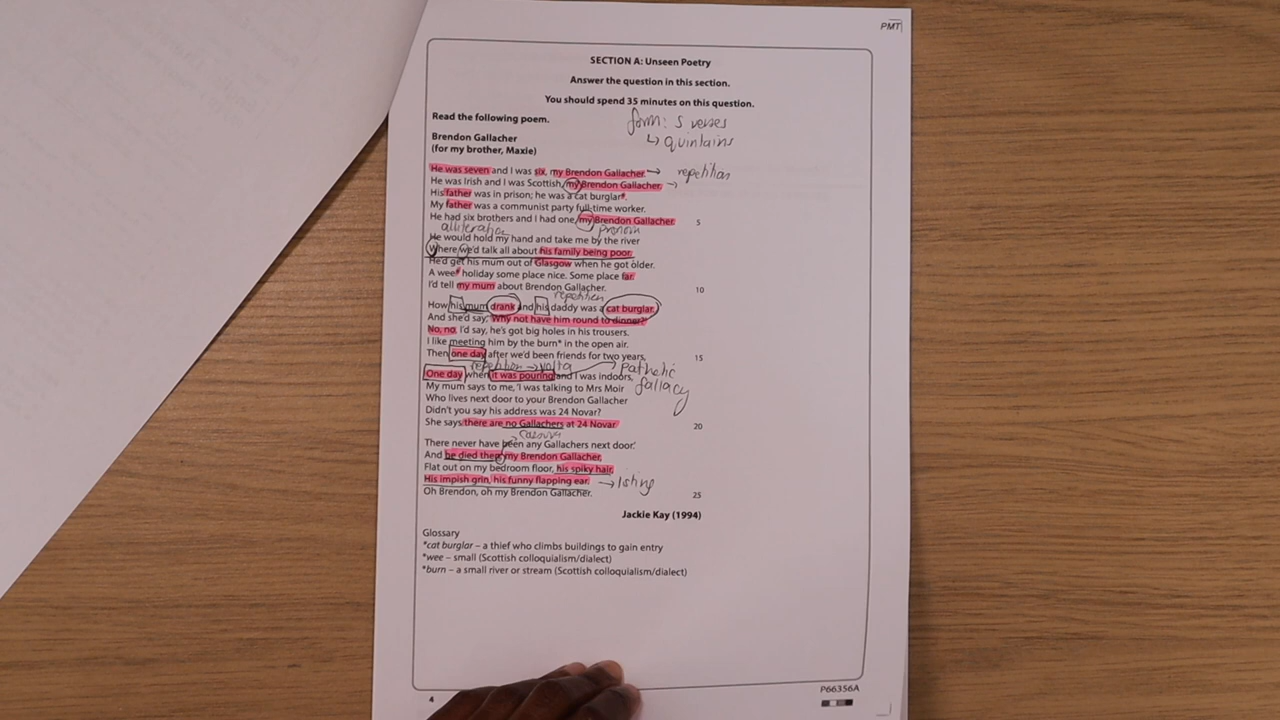 PMT
SECTION A: Unseen Poetry
Answer the question in this section.
You should spend 35 minutes on this question.
Read the following poem.
form: 5 verses
↳ quintains
Brendon Gallacher
(for my brother, Maxie)
He was seven and I was six, my Brendon Gallacher. → repetition
He was Irish and I was Scottish, my Brendon Gallacher. →
His father was in prison; he was a cat burglar*.
My father was a communist party full-time worker.
He had six brothers and I had one, my Brendon Gallacher. 5
alliteration pronoun
He would hold my hand and take me by the river
Where we'd talk all about his family being poor.
He'd get his mum out of Glasgow when he got older.
A wee* holiday some place nice. Some place far.
I'd tell my mum about Brendon Gallacher. 10
repetition
How his mum drank and his daddy was a cat burglar.
And she'd say, 'Why not have him round to dinner?'
No, no, I'd say, he's got big holes in his trousers.
I like meeting him by the burn* in the open air.
Then one day after we'd been friends for two years, 15
repetition → volta pathetic fallacy
One day when it was pouring and I was indoors,
My mum says to me, 'I was talking to Mrs Moir
Who lives next door to your Brendon Gallacher
Didn't you say his address was 24 Novar?
She says there are no Gallachers at 24 Novar 20
caesura
There never have been any Gallachers next door.'
And he died then, my Brendon Gallacher,
Flat out on my bedroom floor, his spiky hair,
His impish grin, his funny flapping ear. → listing
Oh Brendon, oh my Brendon Gallacher. 25
Jackie Kay (1994)
Glossary
*cat burglar – a thief who climbs buildings to gain entry
*wee – small (Scottish colloquialism/dialect)
*burn – a small river or stream (Scottish colloquialism/dialect)
4
P66356A